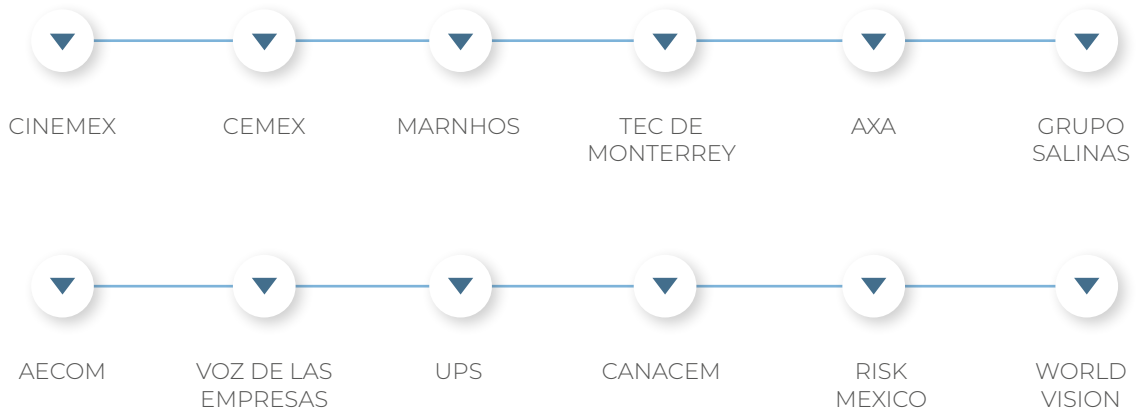 CINEMEX
CEMEX
MARNHOS
TEC DE
MONTERREY
AXA
GRUPO
SALINAS
AECOM
VOZ DE LAS
EMPRESAS
UPS
CANACEM
RISK
MEXICO
WORLD
VISION